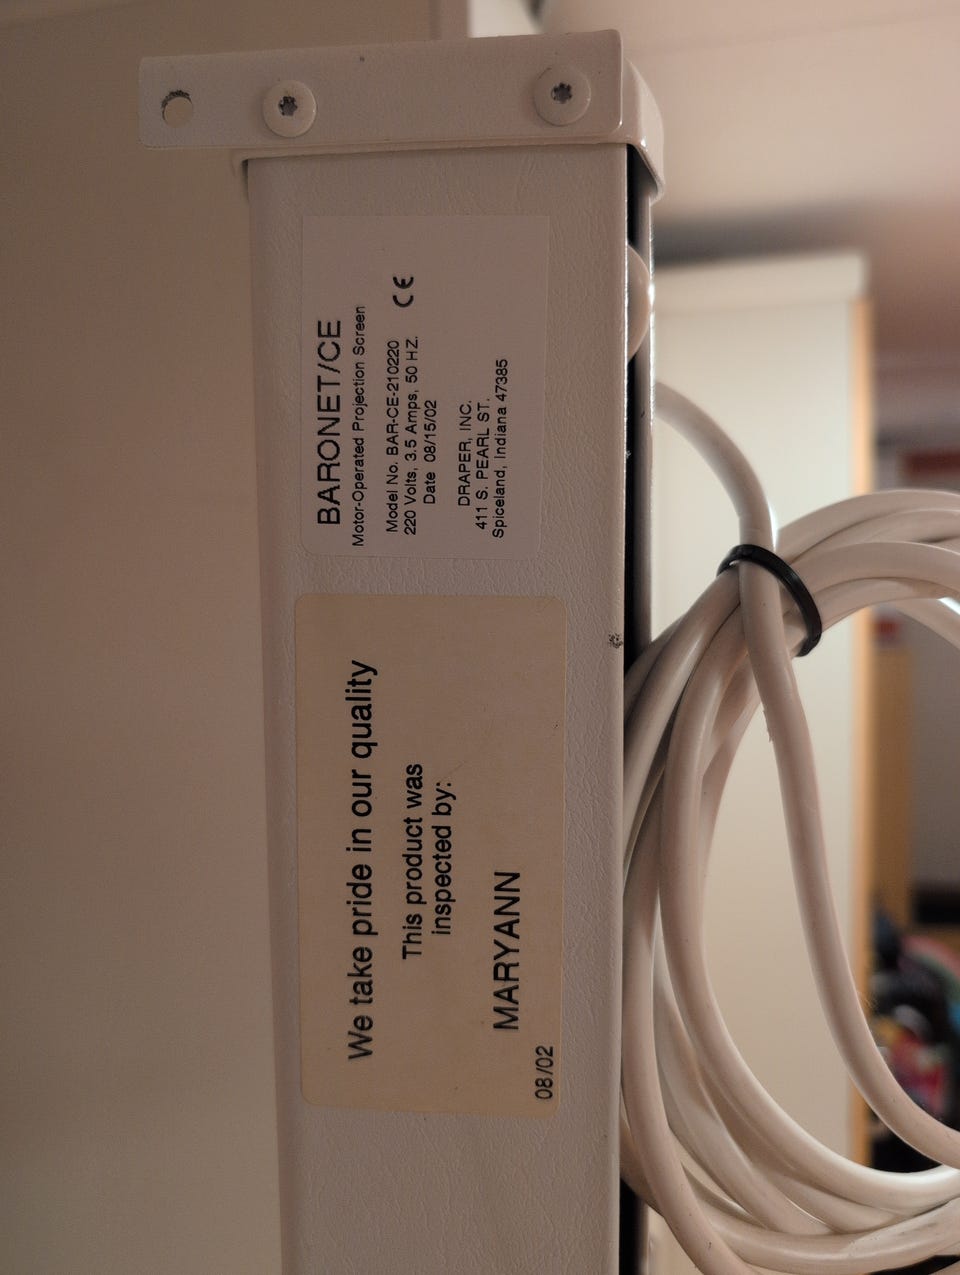 BARONET/CE
Motor-Operated Projection Screen
Model No. BAR-CE-210220
220 Volts, 3.5 Amps, 50 HZ.
Date 08/15/02
CE
DRAPER, INC.
411 S. PEARL ST.
Spiceland, Indiana 47385
We take pride in our quality
This product was
inspected by:
MARYANN
08/02